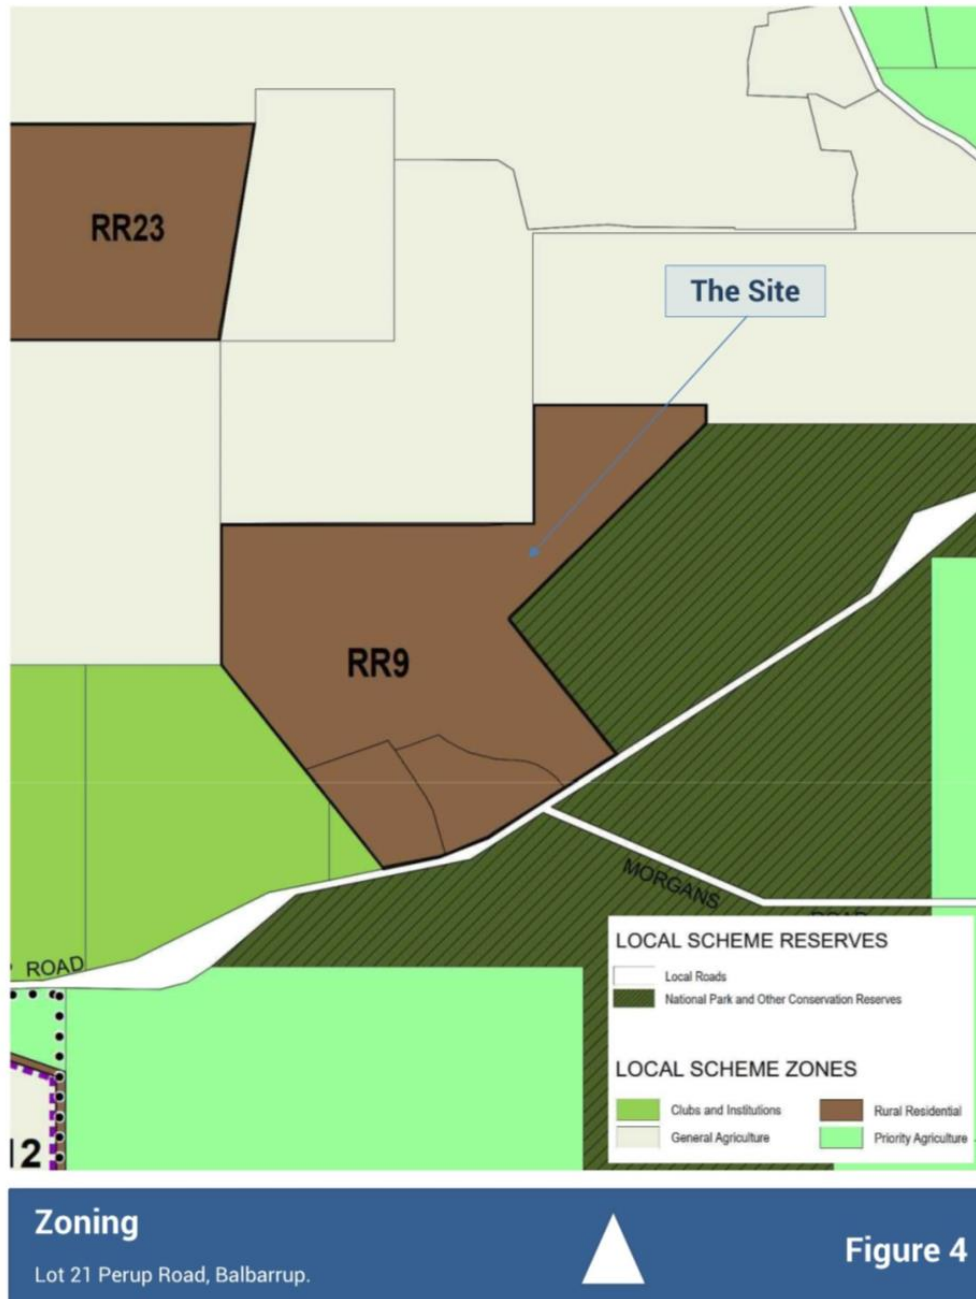 RR23
The Site
RR9
MORGANS
ROAD
ROAD
12
LOCAL SCHEME RESERVES
Local Roads
National Park and Other Conservation Reserves
LOCAL SCHEME ZONES
Clubs and Institutions
Rural Residential
General Agriculture
Priority Agriculture
Zoning
Lot 21 Perup Road, Balbarrup.
Figure 4